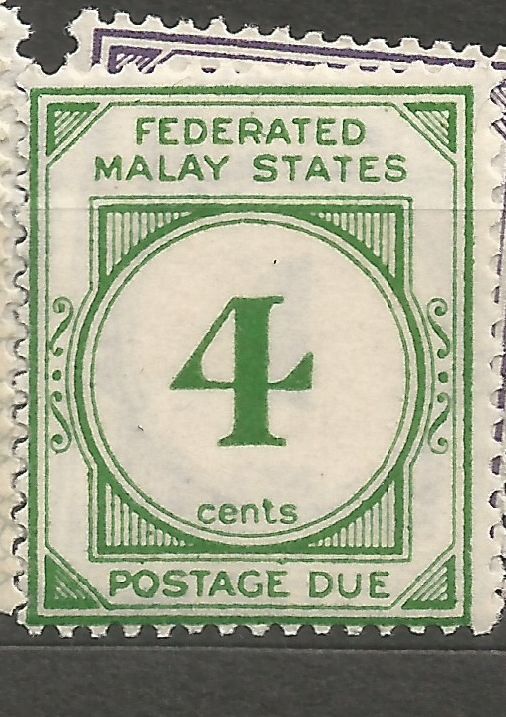 FEDERATED
MALAY STATES
4
cents
POSTAGE DUE